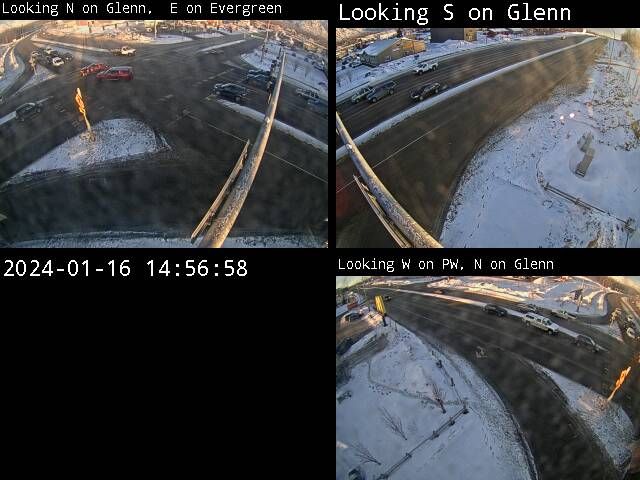 Looking N on Glenn,  E on Evergreen
Looking S on Glenn
2024-01-16 14:56:58
Looking W on PW, N on Glenn